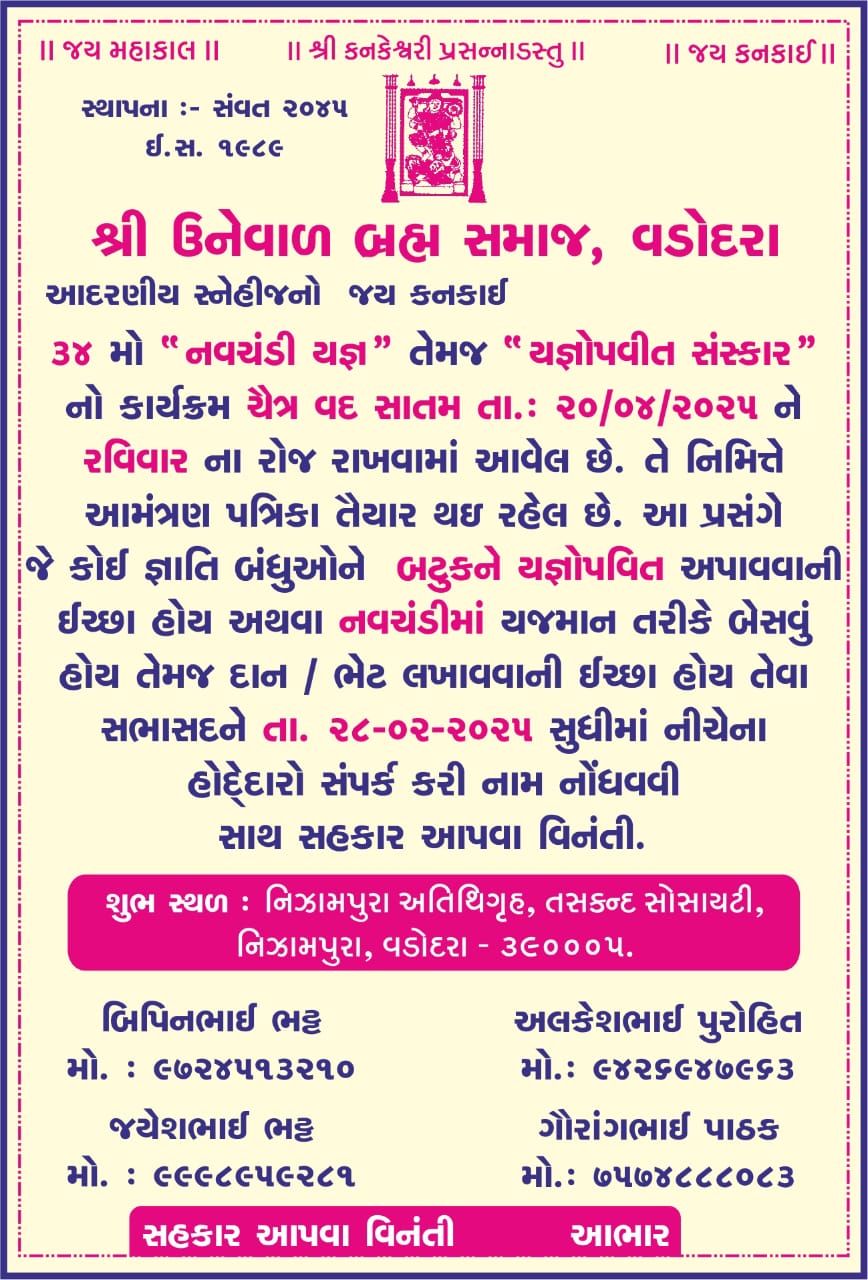 ॥ જય મહાકાલ ॥ ॥ શ્રી કનકેશ્વરી પ્રસન્નાડસ્તુ ॥ ॥ જય કનકાઈ ॥
સ્થાપના :- સંવત ૨૦૪૫
ઈ.સ. ૧૯૮૯
શ્રી ઉનેવાળ બ્રહ્મ સમાજ, વડોદરા
આદરણીય સ્નેહીજનો જય કનકાઈ
૩૪ મો “નવચંડી યજ્ઞ” તેમજ “યજ્ઞોપવીત સંસ્કાર”
નો કાર્યક્રમ ચૈત્ર વદ સાતમ તા.: ૨૦/૦૪/૨૦૨૫ ને
રવિવાર ના રોજ રાખવામાં આવેલ છે. તે નિમિત્તે
આમંત્રણ પત્રિકા તૈયાર થઇ રહેલ છે. આ પ્રસંગે
જે કોઈ જ્ઞાતિ બંધુઓને બટુકને યજ્ઞોપવિત અપાવવાની
ઈચ્છા હોય અથવા નવચંડીમાં યજમાન તરીકે બેસવું
હોય તેમજ દાન / ભેટ લખાવવાની ઈચ્છા હોય તેવા
સભાસદને તા. ૨૮-૦૨-૨૦૨૫ સુધીમાં નીચેના
હોદ્દેદારો સંપર્ક કરી નામ નોંધવવી
સાથ સહકાર આપવા વિનંતી.
શુભ સ્થળ : નિઝામપુરા અતિથિગૃહ, તસકન્દ સોસાયટી,
નિઝામપુરા, વડોદરા - ૩૯૦૦૦૫.
બિપિનભાઈ ભટ્ટ અલકેશભાઈ પુરોહિત
મો. : ૯૭૨૪૫૧૩૨૧૦ મો.: ૯૪૨૬૯૪૭૯૬૩
જયેશભાઈ ભટ્ટ ગૌરાંગભાઈ પાઠક
મો. : ૯૯૯૮૯૫૯૨૮૧ મો.: ૭૫૭૪૮૮૮૦૮૩
સહકાર આપવા વિનંતી આભાર